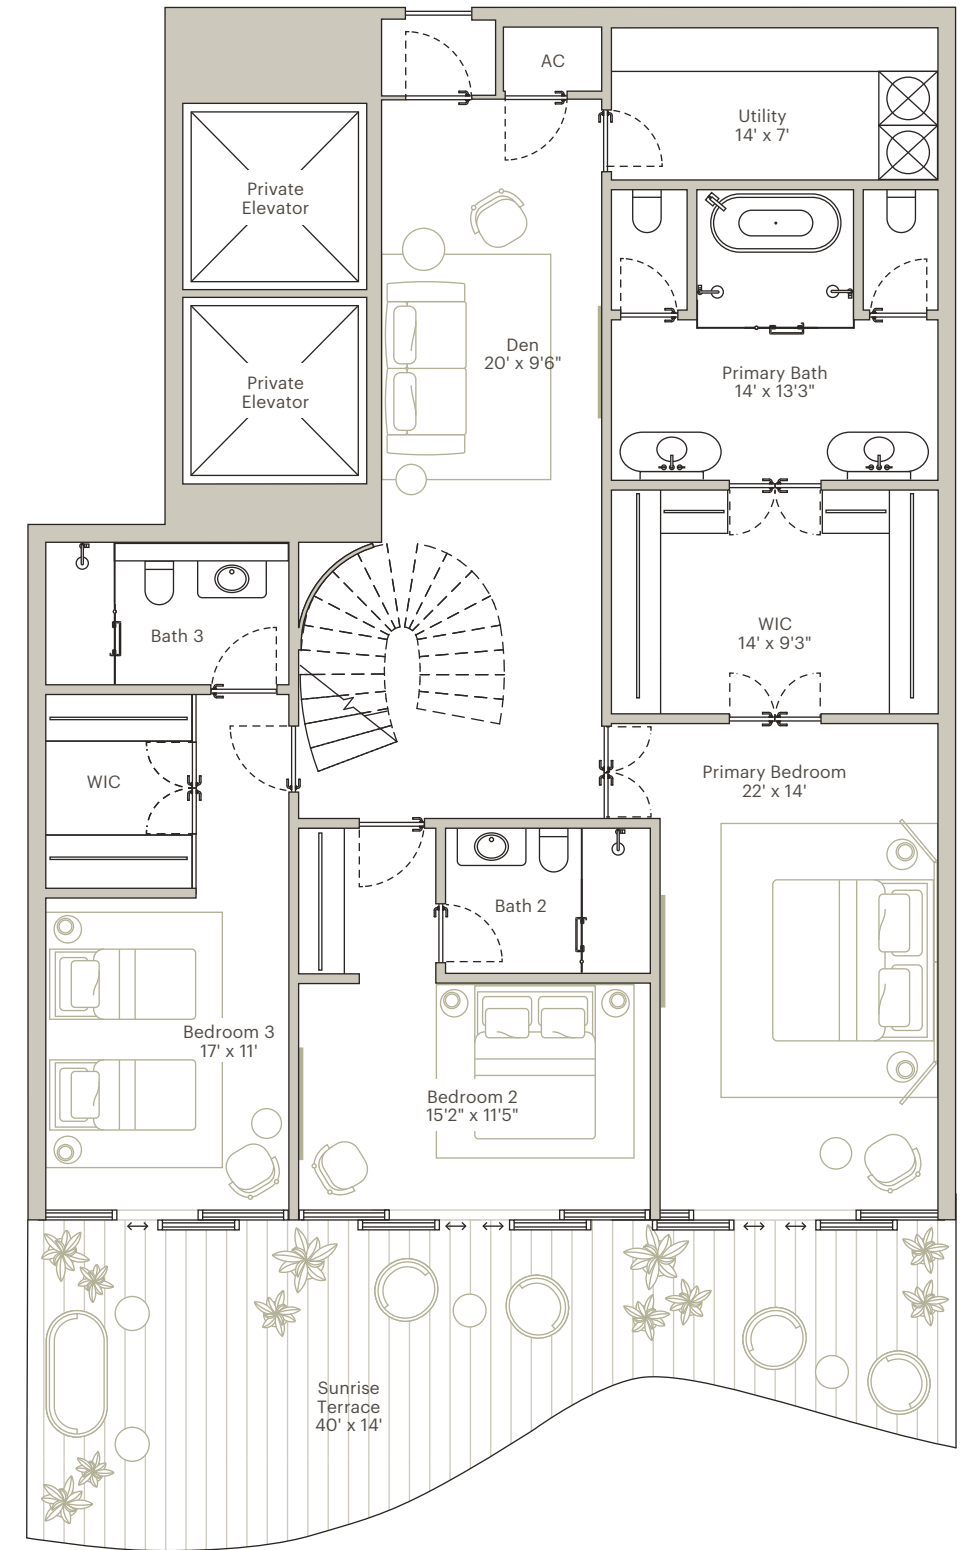 AC
Utility
14' x 7'
Private
Elevator
Private
Elevator
Den
20' x 9'6"
Primary Bath
14' x 13'3"
Bath 3
WIC
14' x 9'3"
WIC
Primary Bedroom
22' x 14'
Bath 2
Bedroom 3
17' x 11'
Bedroom 2
15'2" x 11'5"
Sunrise
Terrace
40' x 14'